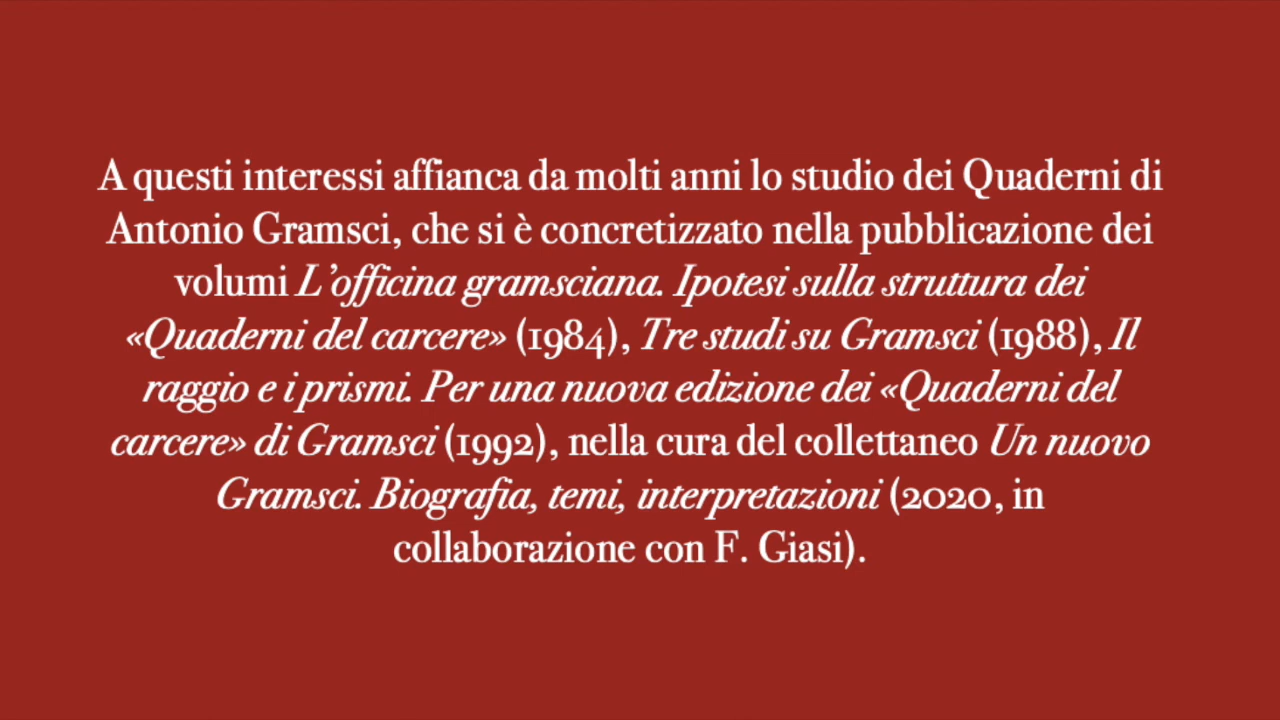 A questi interessi affianca da molti anni lo studio dei Quaderni di
Antonio Gramsci, che si è concretizzato nella pubblicazione dei
volumi L'officina gramsciana. Ipotesi sulla struttura dei
«Quaderni del carcere» (1984), Tre studi su Gramsci (1988), Il
raggio e i prismi. Per una nuova edizione dei «Quaderni del
carcere» di Gramsci (1992), nella cura del collettaneo Un nuovo
Gramsci. Biografia, temi, interpretazioni (2020, in
collaborazione con F. Giasi).